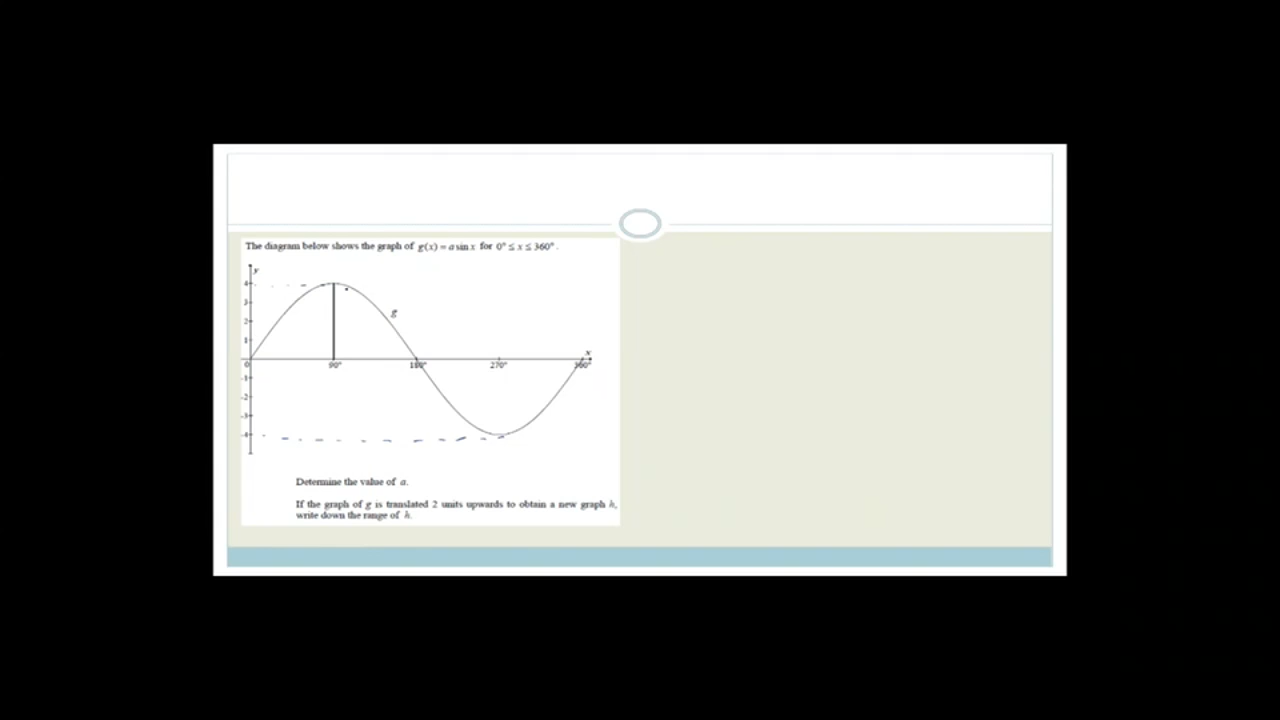 The diagram below shows the graph of g(x) = a sin x for 0° ≤ x ≤ 360°.
y
4
3
2
1
g
x
0
90°
180°
270°
360°
-1
-2
-3
-4
Determine the value of a.
If the graph of g is translated 2 units upwards to obtain a new graph h,
write down the range of h.